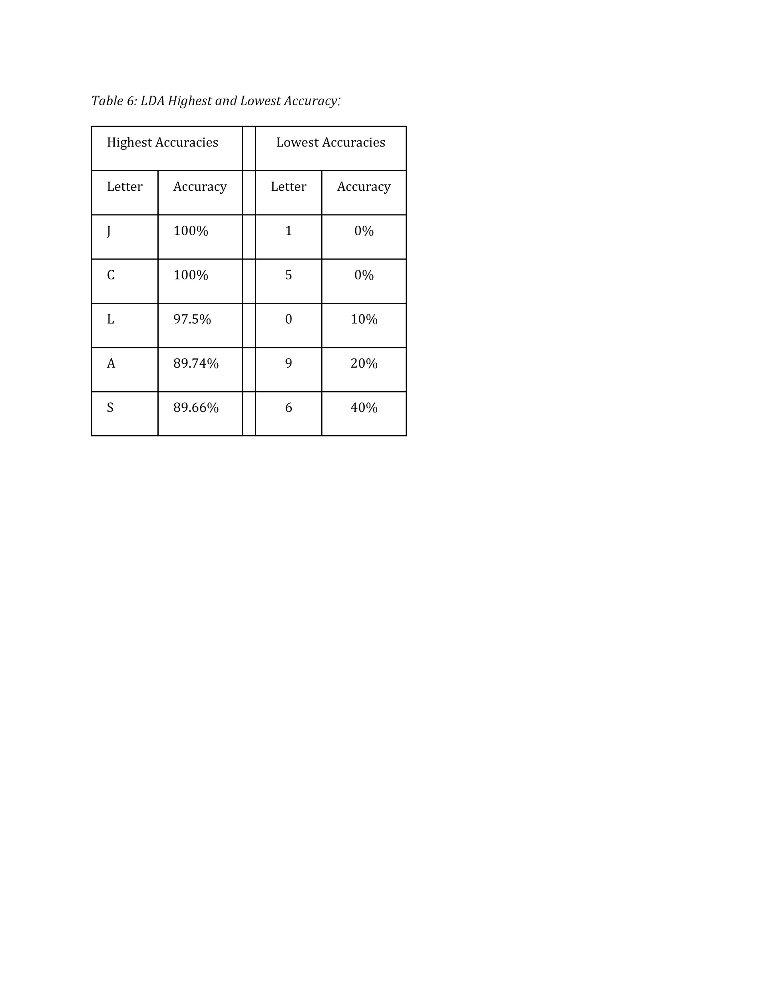 Table 6: LDA Highest and Lowest Accuracy:
Highest Accuracies Lowest Accuracies
Letter Accuracy Letter Accuracy
J 100% 1 0%
C 100% 5 0%
L 97.5% 0 10%
A 89.74% 9 20%
S 89.66% 6 40%